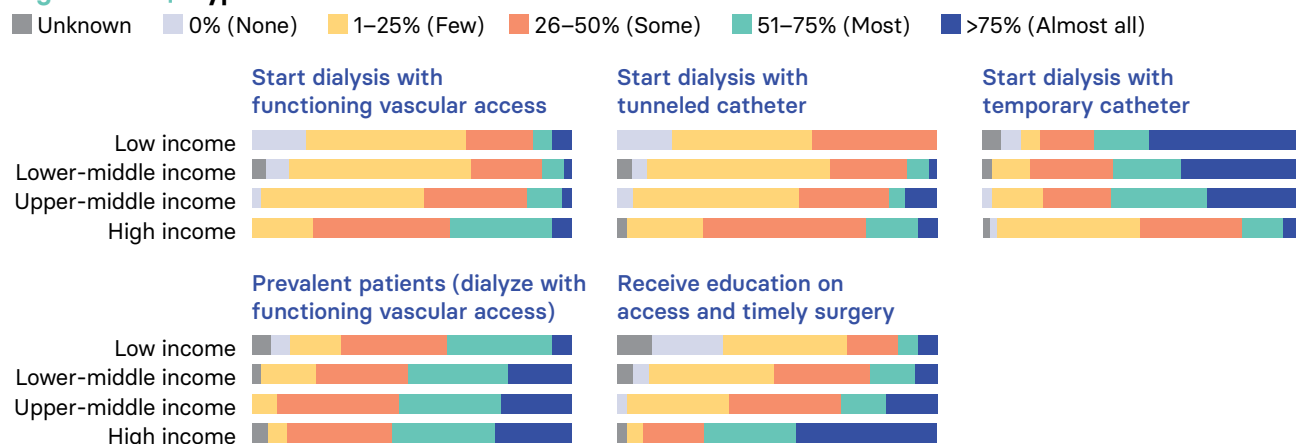 Unknown
0% (None)
1–25% (Few)
26–50% (Some)
51–75% (Most)
>75% (Almost all)
Start dialysis with
functioning vascular access
Start dialysis with
tunneled catheter
Start dialysis with
temporary catheter
Low income
Lower-middle income
Upper-middle income
High income
Prevalent patients (dialyze with
functioning vascular access)
Receive education on
access and timely surgery
Low income
Lower-middle income
Upper-middle income
High income